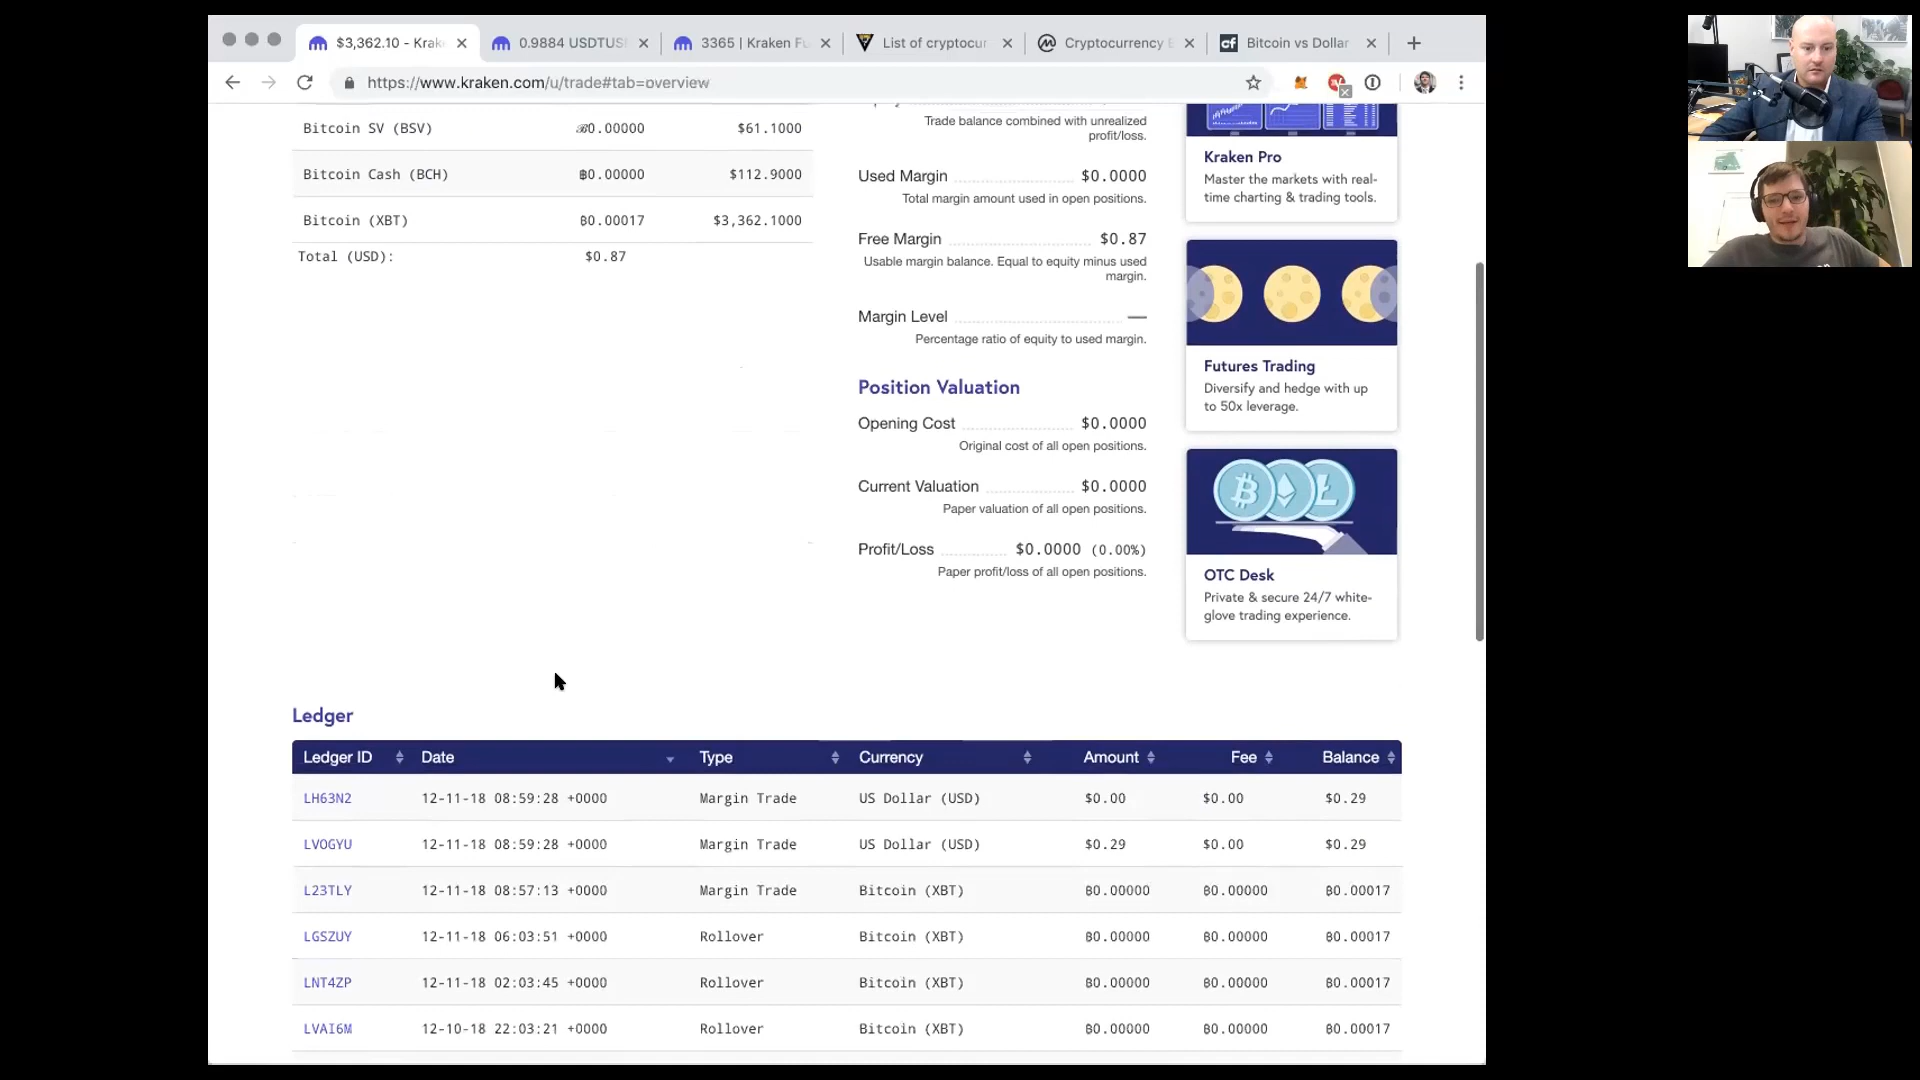 $3,362.10 - Krak
0.9884 USDTUS
3365 | Kraken Fu
List of cryptocur
Cryptocurrency E
cf Bitcoin vs Dollar
https://www.kraken.com/u/trade#tab=overview
Bitcoin SV (BSV) 0.00000 $61.1000
Bitcoin Cash (BCH) ฿0.00000 $112.9000
Bitcoin (XBT) ฿0.00017 $3,362.1000
Total (USD): $0.87
Trade balance combined with unrealized
profit/loss.
Used Margin $0.0000
Total margin amount used in open positions.
Free Margin $0.87
Usable margin balance. Equal to equity minus used
margin.
Margin Level —
Percentage ratio of equity to used margin.
Position Valuation
Opening Cost $0.0000
Original cost of all open positions.
Current Valuation $0.0000
Paper valuation of all open positions.
Profit/Loss $0.0000 (0.00%)
Paper profit/loss of all open positions.
Kraken Pro
Master the markets with real-
time charting & trading tools.
Futures Trading
Diversify and hedge with up
to 50x leverage.
OTC Desk
Private & secure 24/7 white-
glove trading experience.
Ledger
Ledger ID Date Type Currency Amount Fee Balance
LH63N2 12-11-18 08:59:28 +0000 Margin Trade US Dollar (USD) $0.00 $0.00 $0.29
LVOGYU 12-11-18 08:59:28 +0000 Margin Trade US Dollar (USD) $0.29 $0.00 $0.29
L23TLY 12-11-18 08:57:13 +0000 Margin Trade Bitcoin (XBT) ฿0.00000 ฿0.00000 ฿0.00017
LGSZUY 12-11-18 06:03:51 +0000 Rollover Bitcoin (XBT) ฿0.00000 ฿0.00000 ฿0.00017
LNT4ZP 12-11-18 02:03:45 +0000 Rollover Bitcoin (XBT) ฿0.00000 ฿0.00000 ฿0.00017
LVAI6M 12-10-18 22:03:21 +0000 Rollover Bitcoin (XBT) ฿0.00000 ฿0.00000 ฿0.00017